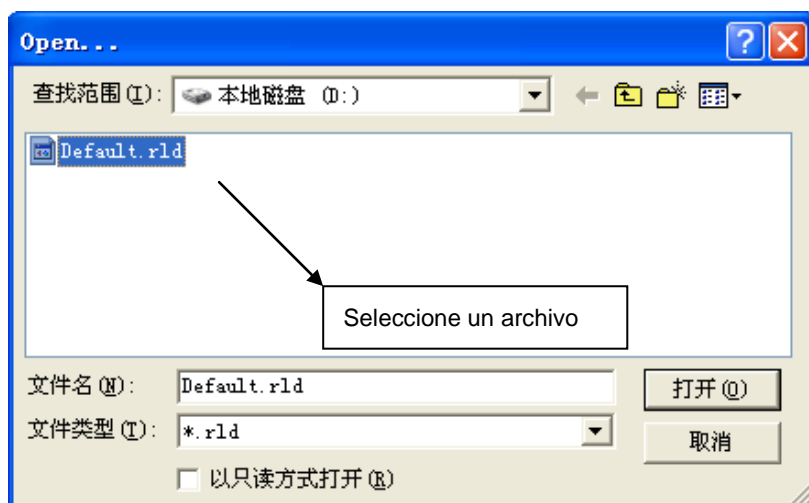 Open...
查找范围(I): 本地磁盘 (D:)
Default.rld
Seleccione un archivo
文件名(N): Default.rld 打开(O)
文件类型(T): *.rld 取消
以只读方式打开(R)